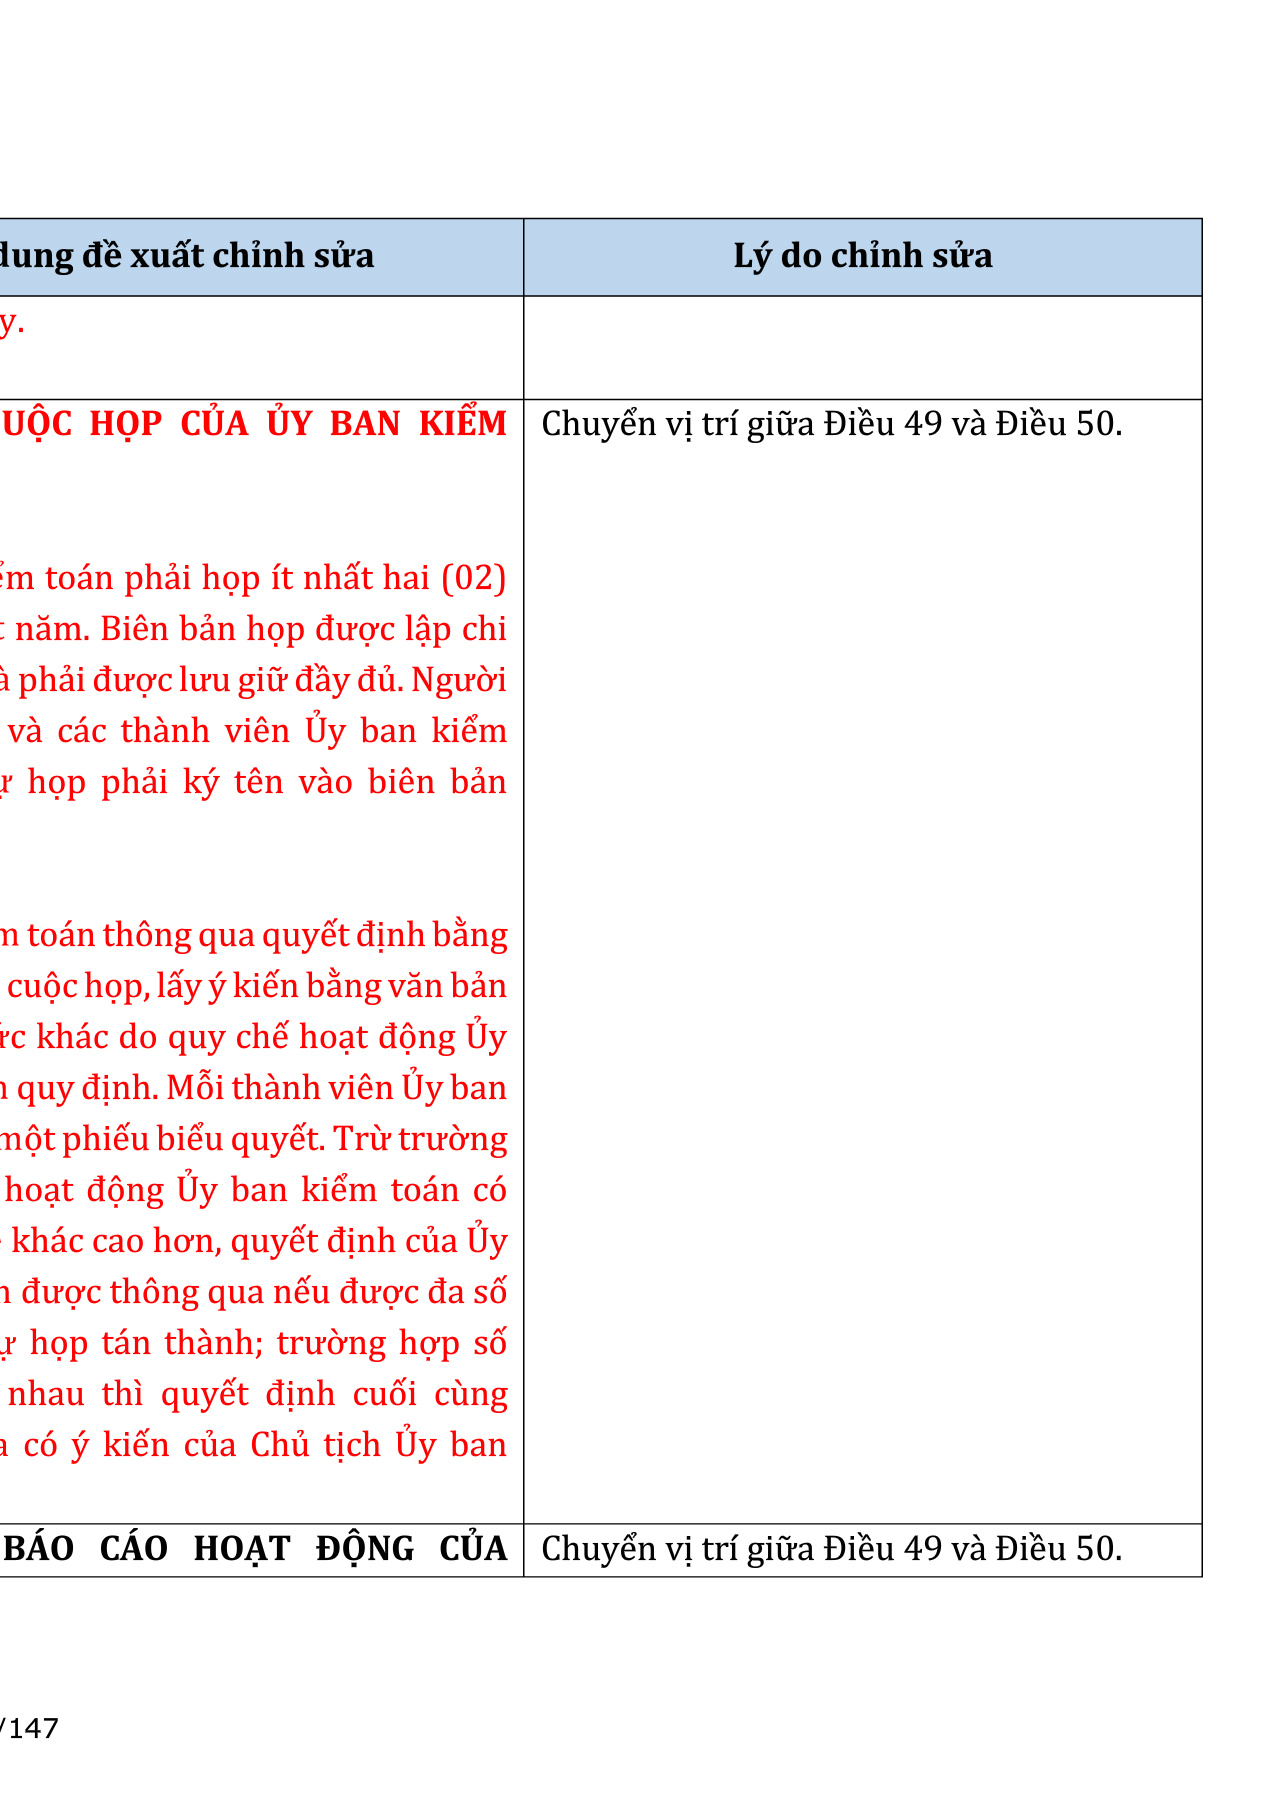 dung đề xuất chỉnh sửa
Lý do chỉnh sửa
y.
UỘC HỌP CỦA ỦY BAN KIỂM
Chuyển vị trí giữa Điều 49 và Điều 50.
ểm toán phải họp ít nhất hai (02)
t năm. Biên bản họp được lập chi
à phải được lưu giữ đầy đủ. Người
và các thành viên Ủy ban kiểm
ự họp phải ký tên vào biên bản
m toán thông qua quyết định bằng
cuộc họp, lấy ý kiến bằng văn bản
ức khác do quy chế hoạt động Ủy
n quy định. Mỗi thành viên Ủy ban
một phiếu biểu quyết. Trừ trường
hoạt động Ủy ban kiểm toán có
khác cao hơn, quyết định của Ủy
n được thông qua nếu được đa số
ự họp tán thành; trường hợp số
nhau thì quyết định cuối cùng
a có ý kiến của Chủ tịch Ủy ban
BÁO CÁO HOẠT ĐỘNG CỦA
Chuyển vị trí giữa Điều 49 và Điều 50.
/147